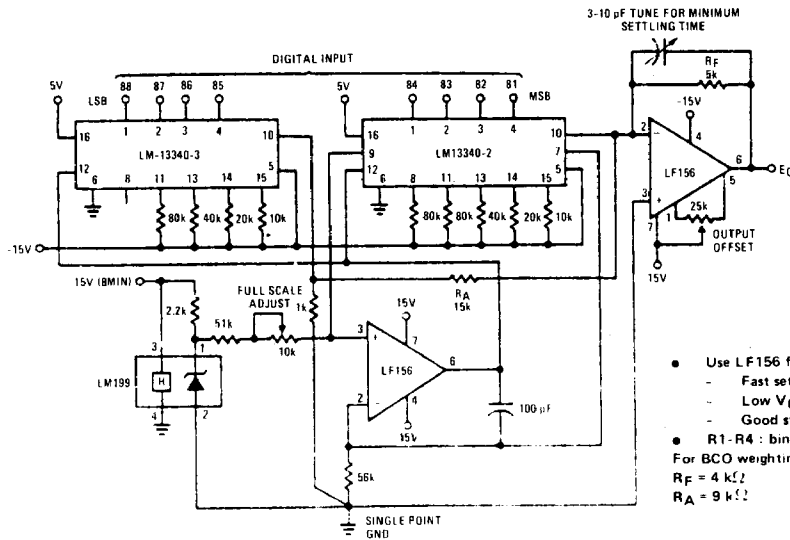 3-10 pF TUNE FOR MINIMUM
SETTLING TIME
DIGITAL INPUT
RF
5k
5V
LSB
88 87 86 85
5V
84 83 82 81
MSB
16 1 2 3 4 10
LM-13340-3
12 5
6 8 11 13 14 15
16 1 2 3 4 10
9 7
LM13340-2
12 5
6 8 11 13 14 15
-15V
2 4
LF156
6 EO
3 5
7 1
25k
OUTPUT
OFFSET
15V
80k 40k 20k 10k
80k 80k 40k 20k 10k
-15V
15V (8MIN)
2.2k
FULL SCALE
ADJUST
1k
RA
15k
51k
10k
3 1
LM199
H
4 2
15V
3 7
LF156
6
2 4
15V
100 pF
56k
SINGLE POINT
GND
• Use LF156 f
- Fast set
- Low V
- Good s
• R1-R4 : bin
For BCO weightin
RF = 4 kΩ
RA = 9 kΩ